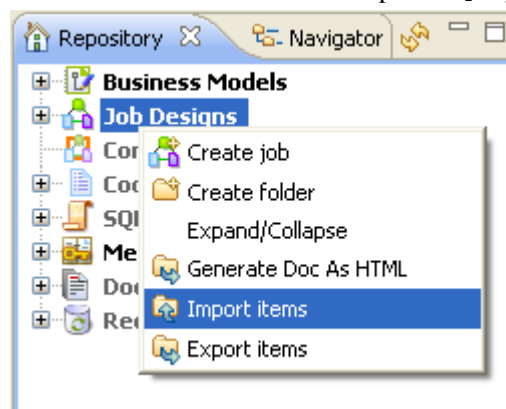 Repository Navigator
Business Models
Job Designs
Create job
Create folder
Expand/Collapse
Generate Doc As HTML
Import items
Export items